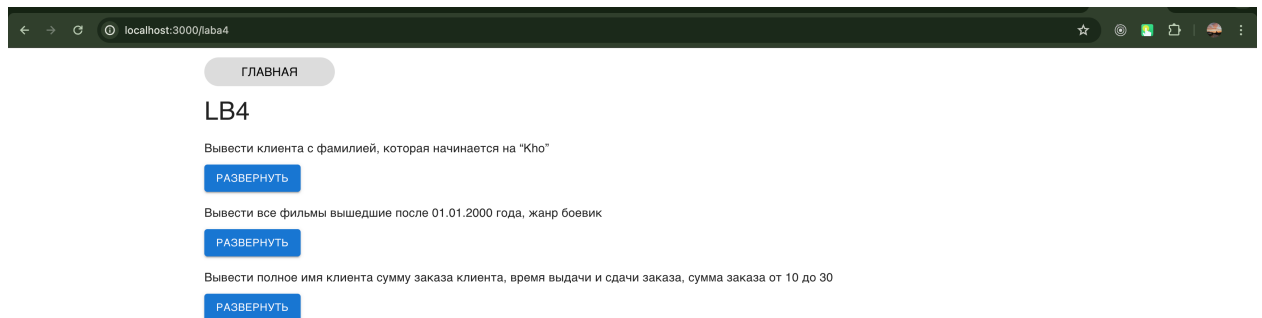 localhost:3000/laba4
ГЛАВНАЯ
LB4
Вывести клиента с фамилией, которая начинается на “Kho”
РАЗВЕРНУТЬ
Вывести все фильмы вышедшие после 01.01.2000 года, жанр боевик
РАЗВЕРНУТЬ
Вывести полное имя клиента сумму заказа клиента, время выдачи и сдачи заказа, сумма заказа от 10 до 30
РАЗВЕРНУТЬ